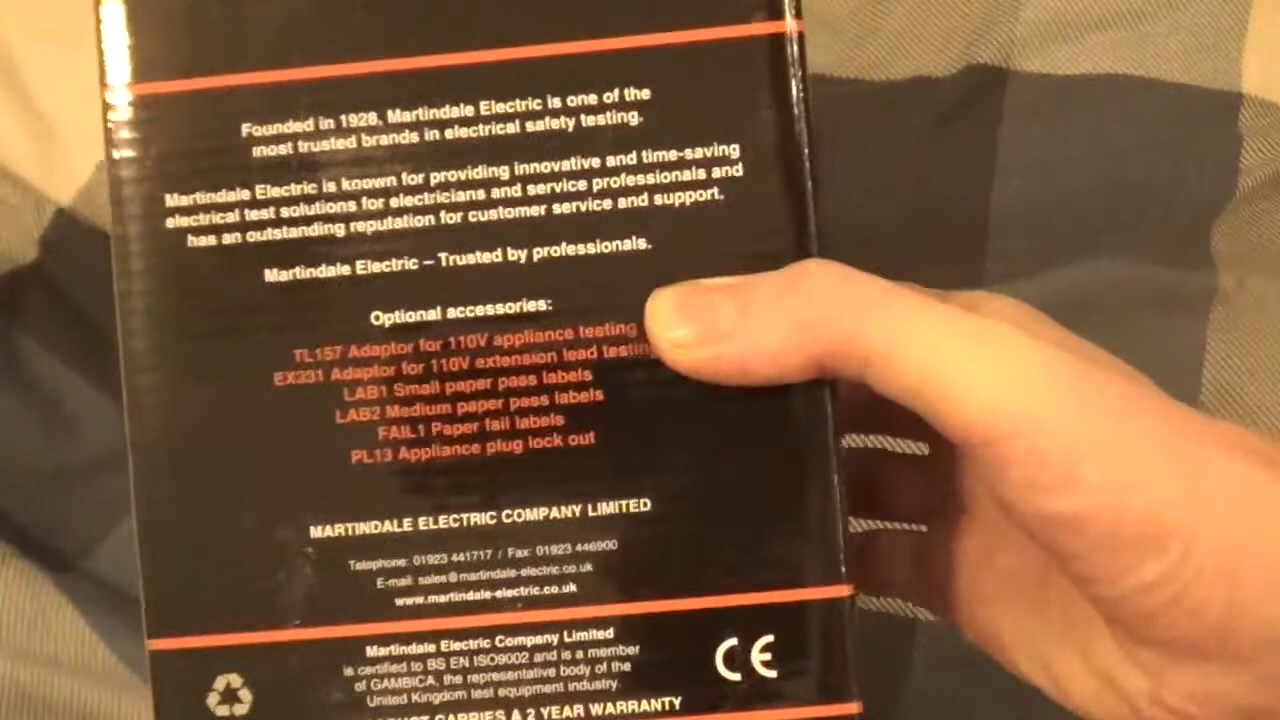 Founded in 1928, Martindale Electric is one of the
most trusted brands in electrical safety testing.
Martindale Electric is known for providing innovative and time-saving
electrical test solutions for electricians and service professionals and
has an outstanding reputation for customer service and support.
Martindale Electric – Trusted by professionals.
Optional accessories:
TL157 Adaptor for 110V appliance testing
EX331 Adaptor for 110V extension lead testing
LAB1 Small paper pass labels
LAB2 Medium paper pass labels
FAIL1 Paper fail labels
PL13 Appliance plug lock out
MARTINDALE ELECTRIC COMPANY LIMITED
Telephone: 01923 441717 / Fax: 01923 446900
E-mail: sales@martindale-electric.co.uk
www.martindale-electric.co.uk
Martindale Electric Company Limited
is certified to BS EN ISO9002 and is a member
of GAMBICA, the representative body of the
United Kingdom test equipment industry.
CE
CARRIES A 2 YEAR WARRANTY